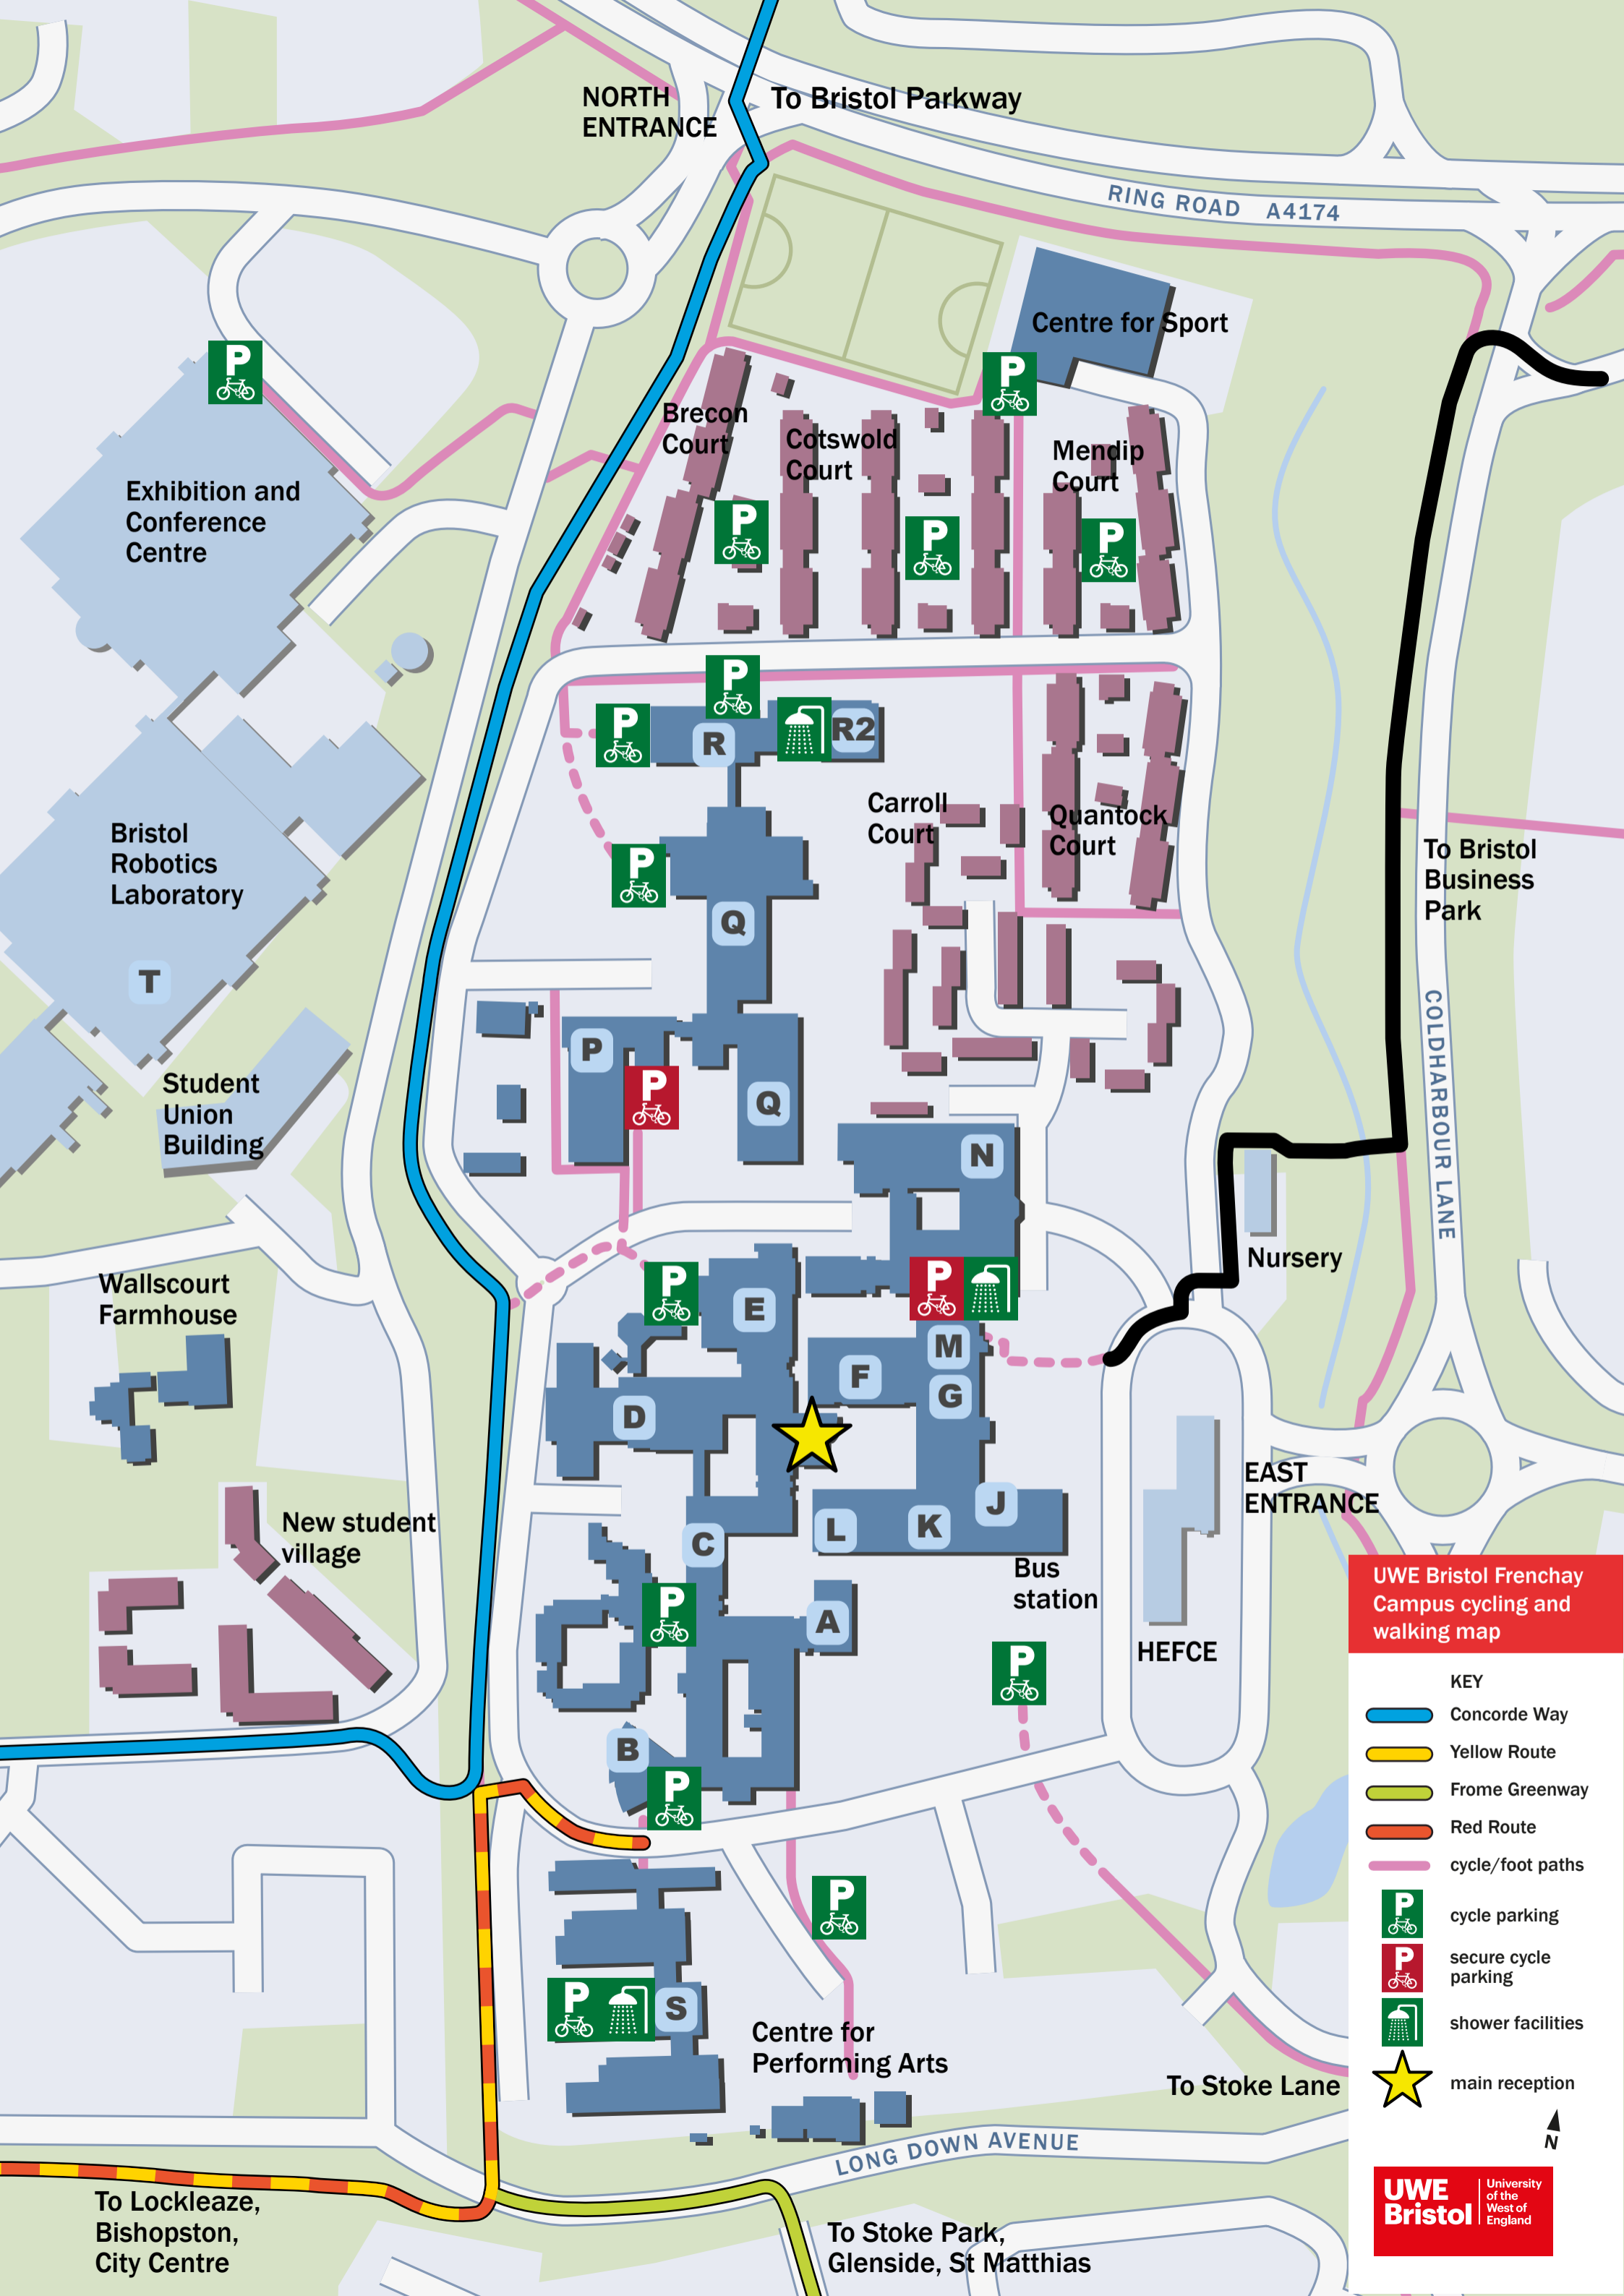 NORTH
ENTRANCE
To Bristol Parkway
RING ROAD A4174
Centre for Sport
P
Brecon
Court
Cotswold
Court
Mendip
Court
P
Exhibition and
Conference
Centre
P
P
P
P
P
R
R2
Carroll
Court
Quantock
Court
Bristol
Robotics
Laboratory
To Bristol
Business
Park
P
Q
T
COLDHARBOUR LANE
P
Student
Union
Building
P
Q
N
Nursery
Wallscourt
Farmhouse
P
E
P
M
F
G
D
EAST
ENTRANCE
New student
village
C
L
K
J
Bus
station
P
A
HEFCE
P
B
P
P
P
S
Centre for
Performing Arts
To Stoke Lane
LONG DOWN AVENUE
To Lockleaze,
Bishopston,
City Centre
To Stoke Park,
Glenside, St Matthias
UWE Bristol Frenchay
Campus cycling and
walking map
KEY
Concorde Way
Yellow Route
Frome Greenway
Red Route
cycle/foot paths
P
cycle parking
P
secure cycle
parking
shower facilities
main reception
N
UWE
Bristol
University
of the
West of
England